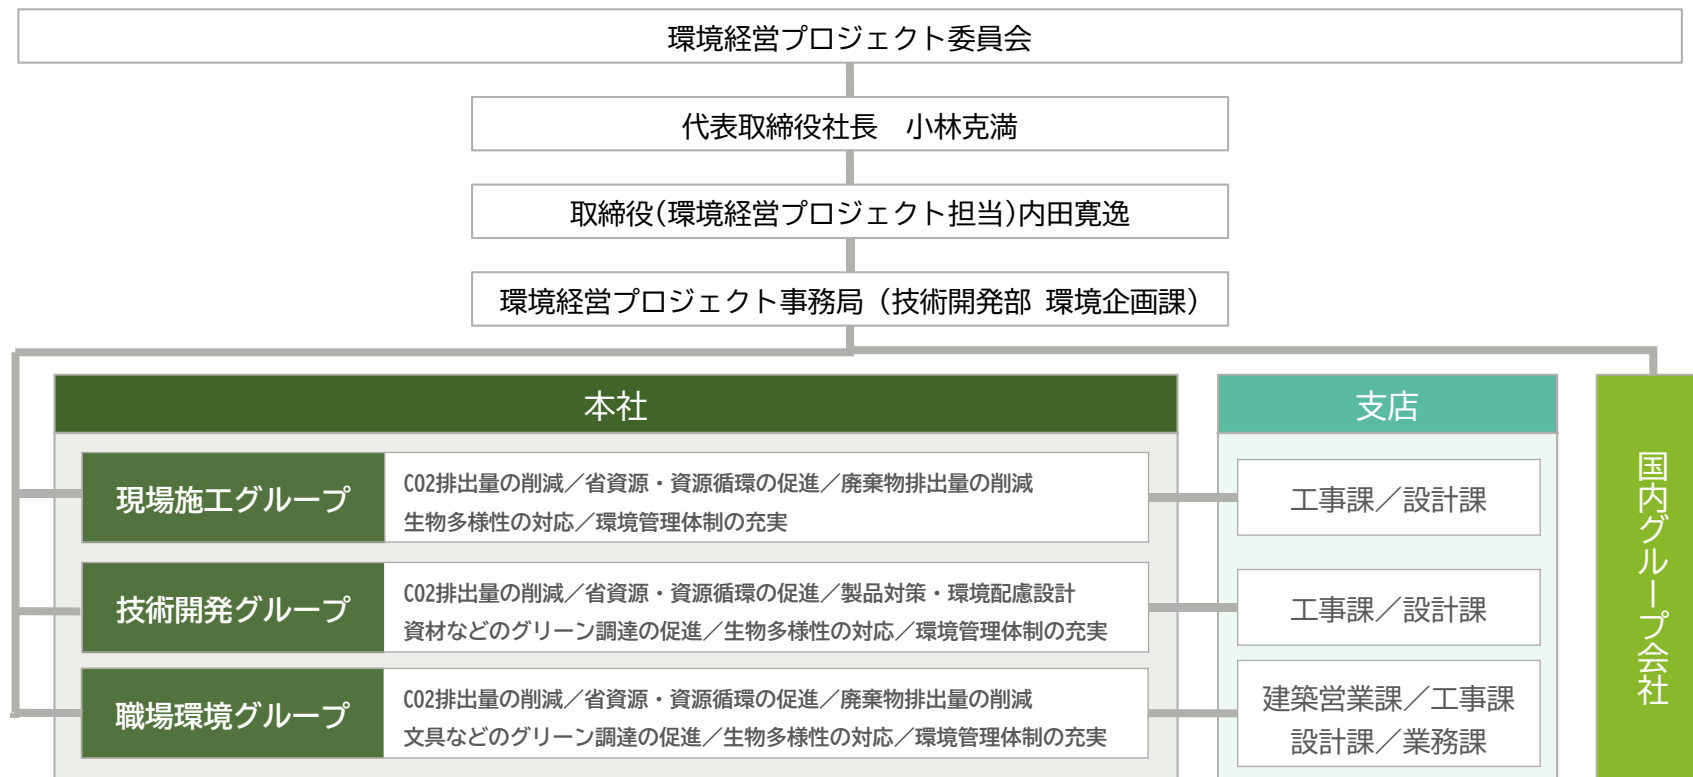 環境経営プロジェクト委員会
代表取締役社長　小林克満
取締役(環境経営プロジェクト担当)内田寛逸
環境経営プロジェクト事務局（技術開発部 環境企画課）
本社
現場施工グループ
CO2排出量の削減／省資源・資源循環の促進／廃棄物排出量の削減
生物多様性の対応／環境管理体制の充実
技術開発グループ
CO2排出量の削減／省資源・資源循環の促進／製品対策・環境配慮設計
資材などのグリーン調達の促進／生物多様性の対応／環境管理体制の充実
職場環境グループ
CO2排出量の削減／省資源・資源循環の促進／廃棄物排出量の削減
文具などのグリーン調達の促進／生物多様性の対応／環境管理体制の充実
支店
工事課／設計課
工事課／設計課
建築営業課／工事課
設計課／業務課
国内グループ会社